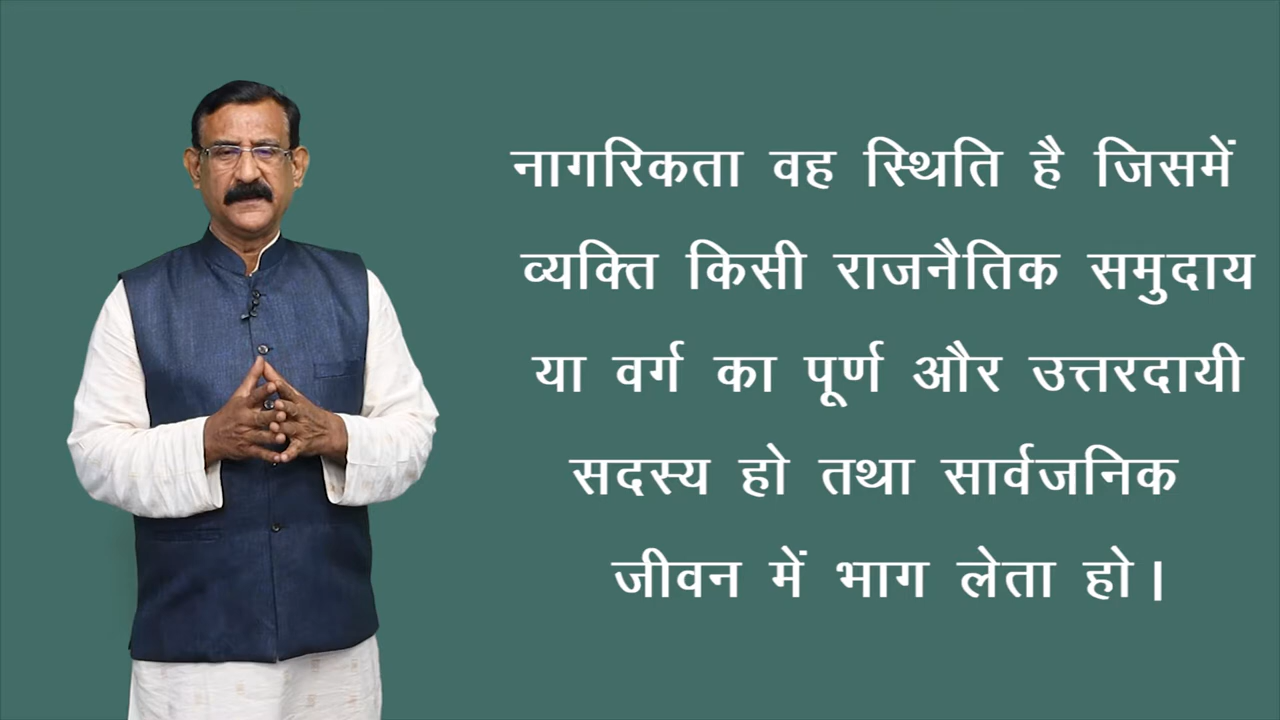 नागरिकता वह स्थिति है जिसमें
व्यक्ति किसी राजनैतिक समुदाय
या वर्ग का पूर्ण और उत्तरदायी
सदस्य हो तथा सार्वजनिक
जीवन में भाग लेता हो।